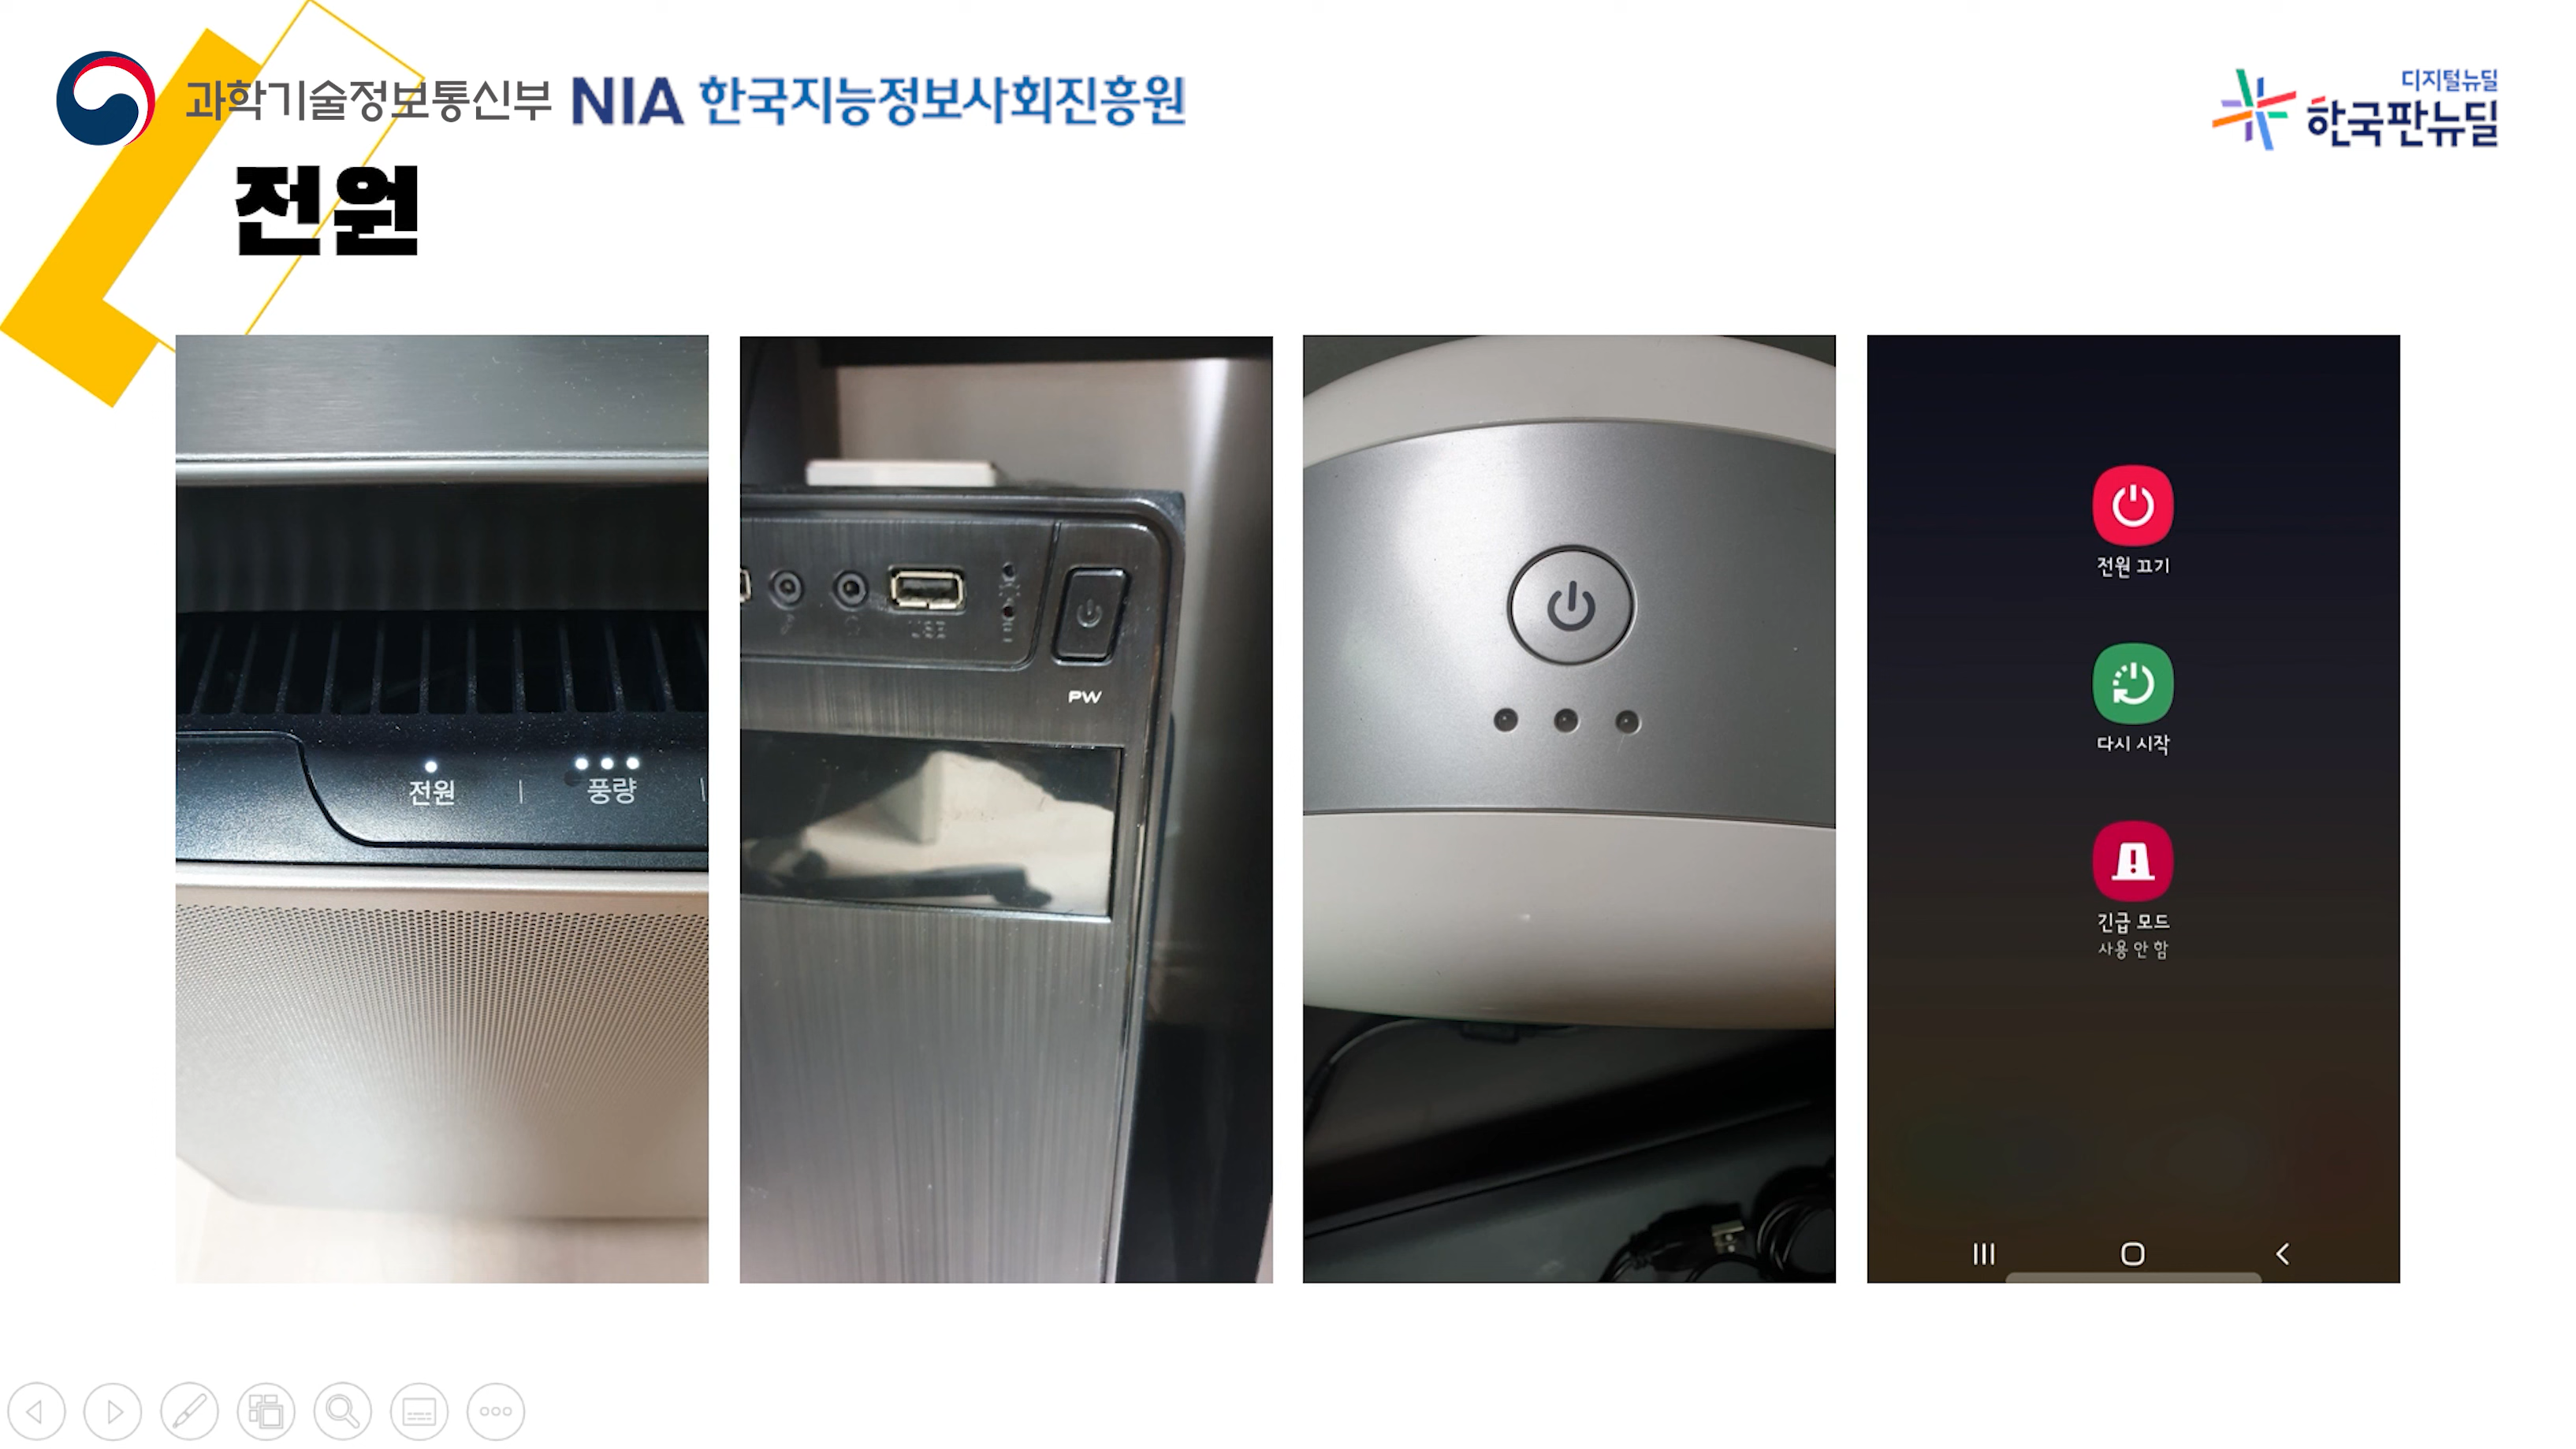 과학기술정보통신부 NIA 한국지능정보사회진흥원
디지털뉴딜
한국판뉴딜
전원
전원 | 풍량
PW
전원 끄기
다시 시작
긴급 모드
사용 안 함